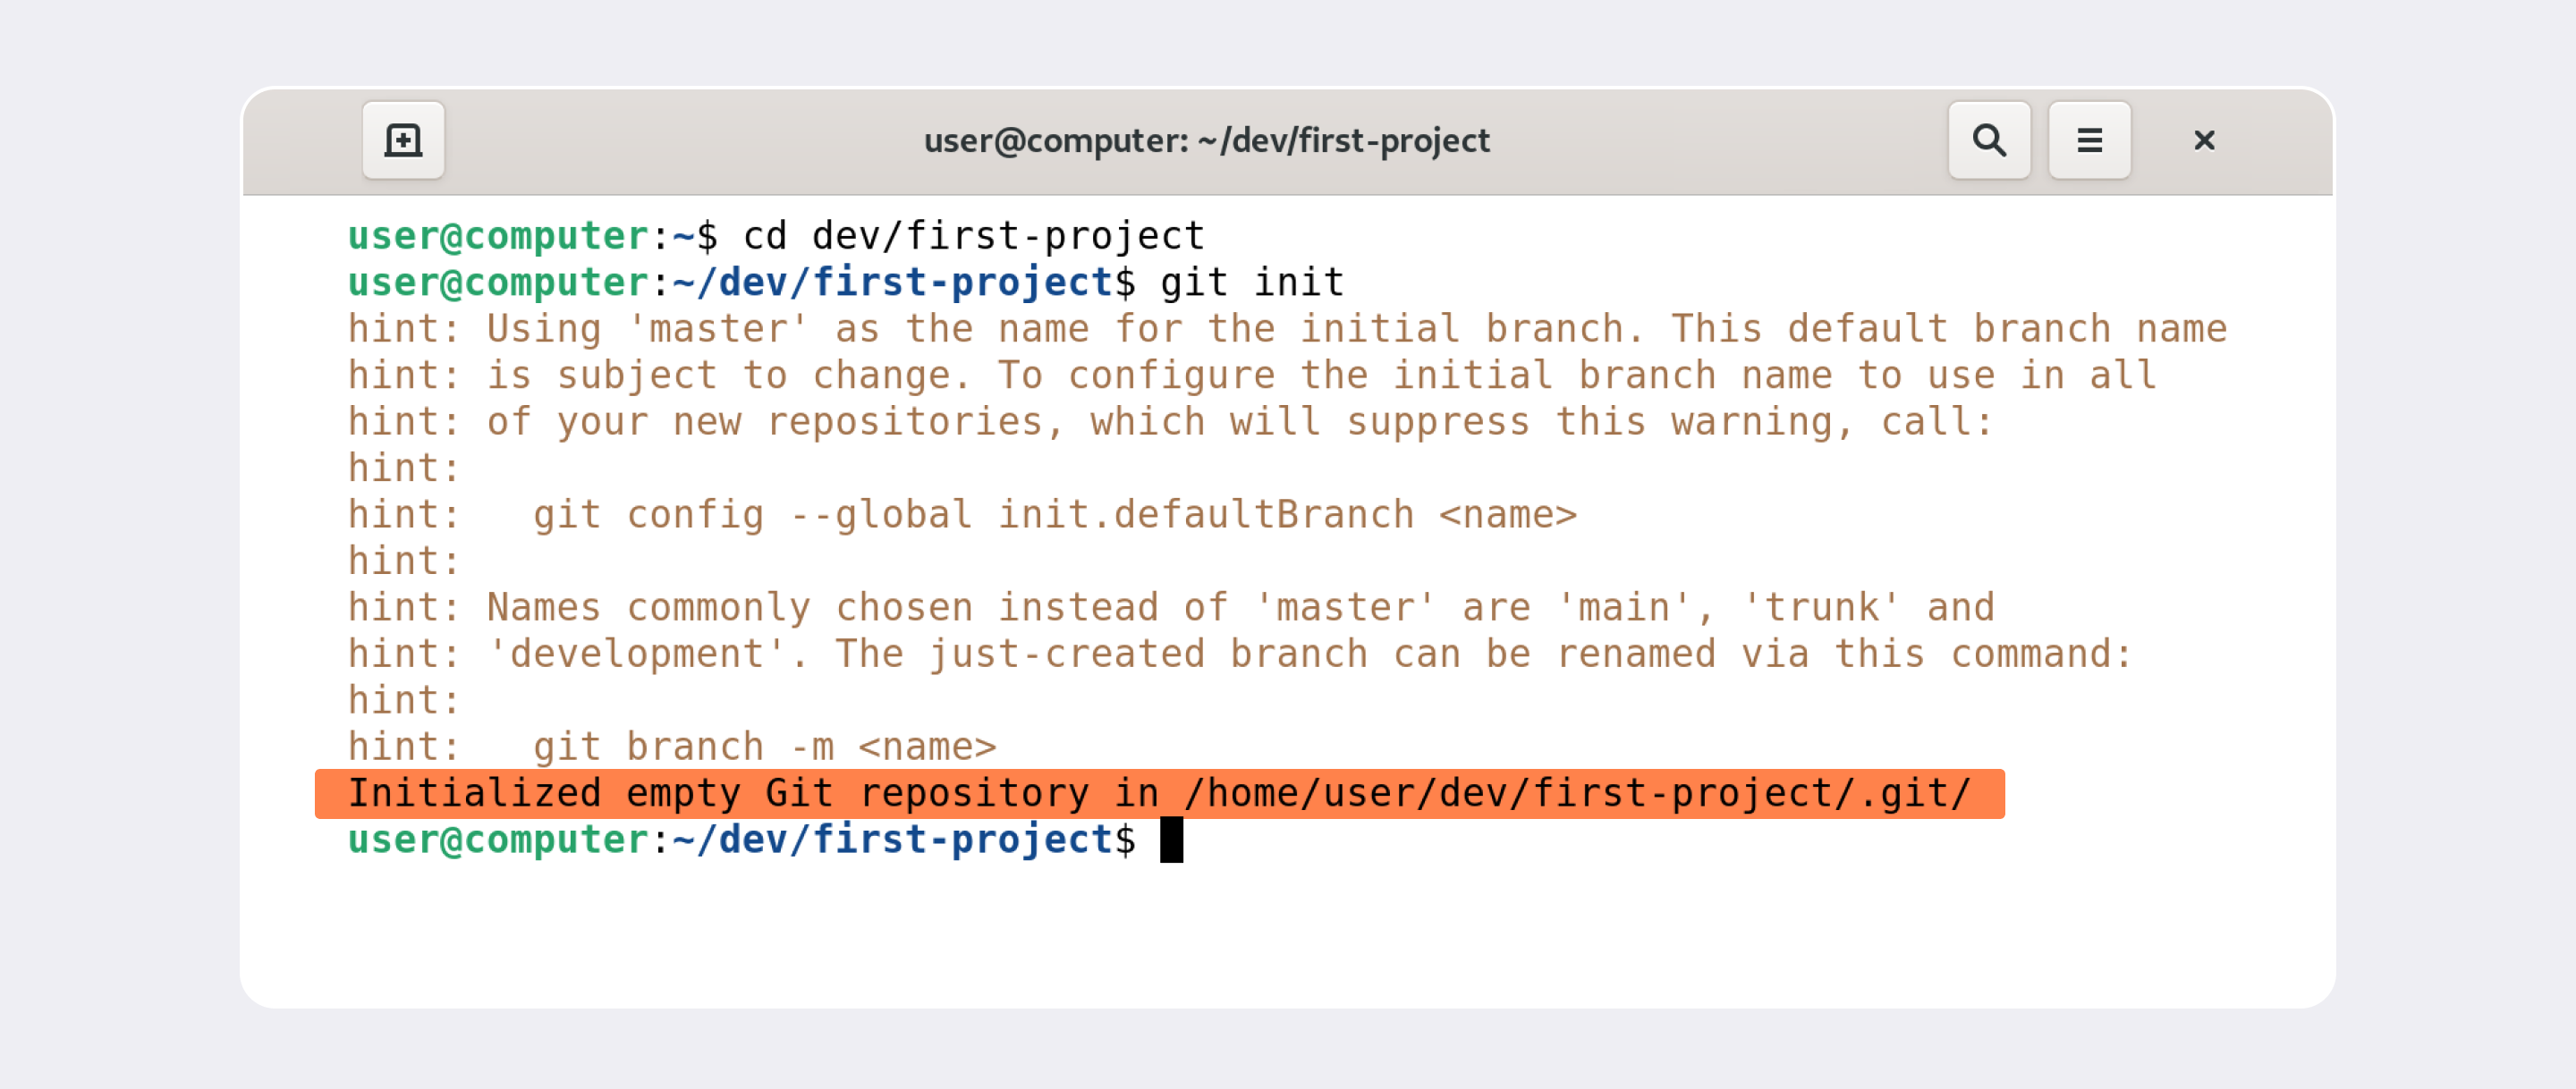 user@computer: ~/dev/first-project
user@computer:~$ cd dev/first-project
user@computer:~/dev/first-project$ git init
hint: Using 'master' as the name for the initial branch. This default branch name
hint: is subject to change. To configure the initial branch name to use in all
hint: of your new repositories, which will suppress this warning, call:
hint:
hint:   git config --global init.defaultBranch <name>
hint:
hint: Names commonly chosen instead of 'master' are 'main', 'trunk' and
hint: 'development'. The just-created branch can be renamed via this command:
hint:
hint:   git branch -m <name>
Initialized empty Git repository in /home/user/dev/first-project/.git/
user@computer:~/dev/first-project$